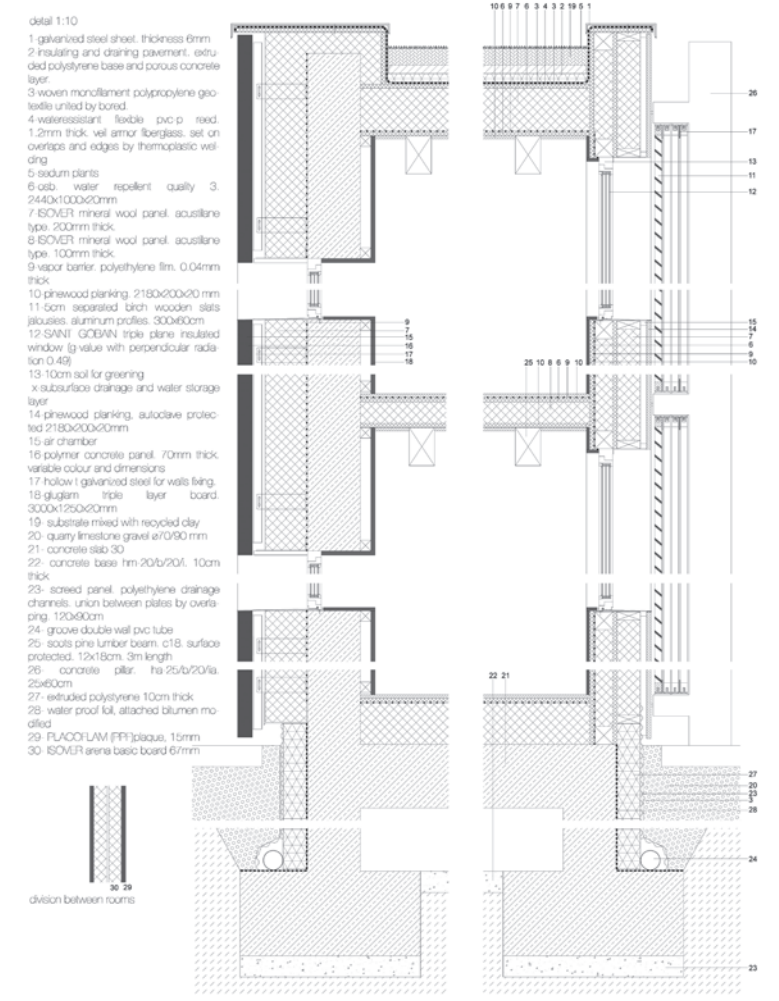 detail 1:10
1-galvanized steel sheet. thickness 6mm
2-insulating and draining pavement. extru-
ded polystyrene base and porous concrete
layer.
3-woven monofilament polypropylene geo-
textile united by bored.
4-wateressistant flexible pvc-p reed.
1.2mm thick. veil armor fiberglass. set on
overlaps and edges by thermoplastic wel-
ding
5-sedum plants
6-osb. water repellent quality 3.
2440x1000x20mm
7-ISOVER mineral wool panel. acustilane
type. 200mm thick.
8-ISOVER mineral wool panel. acustilane
type. 100mm thick.
9-vapor barrier. polyethylene film. 0.04mm
thick
10-pinewood planking. 2180x200x20 mm
11-5cm separated birch wooden slats
jalousies. aluminum profiles. 300x60cm
12-SAINT GOBAIN triple plane insulated
window (g-value with perpendicular radia-
tion 0.49)
13-10cm soil for greening
x-subsurface drainage and water storage
layer
14-pinewood planking, autoclave protec-
ted 2180x200x20mm
15-air chamber
16-polymer concrete panel. 70mm thick.
variable colour and dimensions
17-hollow t galvanized steel for walls fixing.
18-gluglam triple layer board.
3000x1250x20mm
19- substrate mixed with recycled clay
20- quarry limestone gravel ø70/90 mm
21- concrete slab 30
22- concrete base hm-20/b/20/i. 10cm
thick
23- screed panel. polyethylene drainage
channels. union between plates by overla-
ping. 120x90cm
24- groove double wall pvc tube
25- scots pine lumber beam. c18. surface
protected. 12x18cm. 3m length
26- concrete pillar. ha-25/b/20/iia.
25x60cm
27- extruded polystyrene 10cm thick
28- water proof foil, attached bitumen mo-
dified
29- PLACOFLAM (PPF)plaque, 15mm
30- ISOVER arena basic board 67mm
30 29
division between rooms
10 6 9 7 6 3 4 3 2 19 5 1
26
17
13
11
12
9
7
15
16
17
18
15
14
7
6
9
10
25 10 8 6 9 10
22 21
27
20
23
3
28
24
23